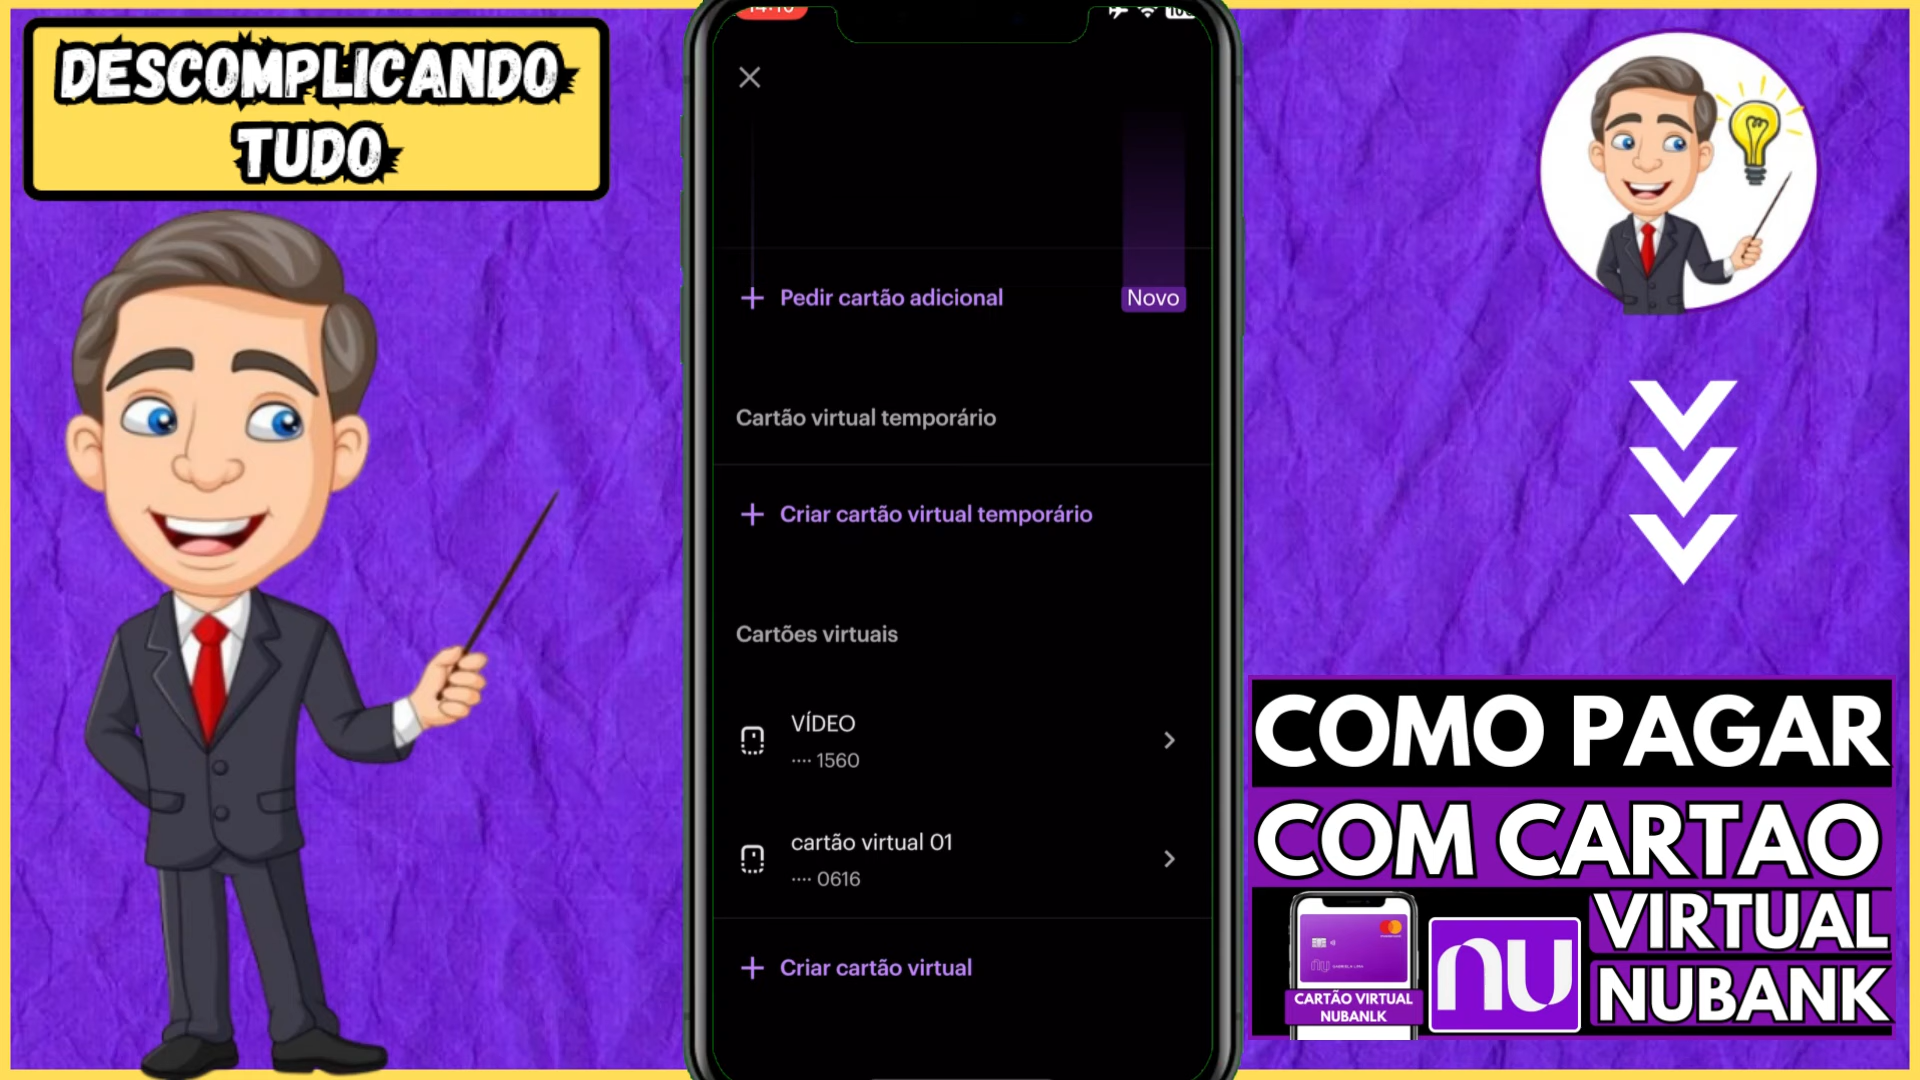 DESCOMPLICANDO
TUDO
Pedir cartão adicional
Novo
Cartão virtual temporário
Criar cartão virtual temporário
Cartões virtuais
VÍDEO
···· 1560
cartão virtual 01
···· 0616
Criar cartão virtual
COMO PAGAR
COM CARTAO
VIRTUAL
NUBANK
CARTÃO VIRTUAL
NUBANLK
nu